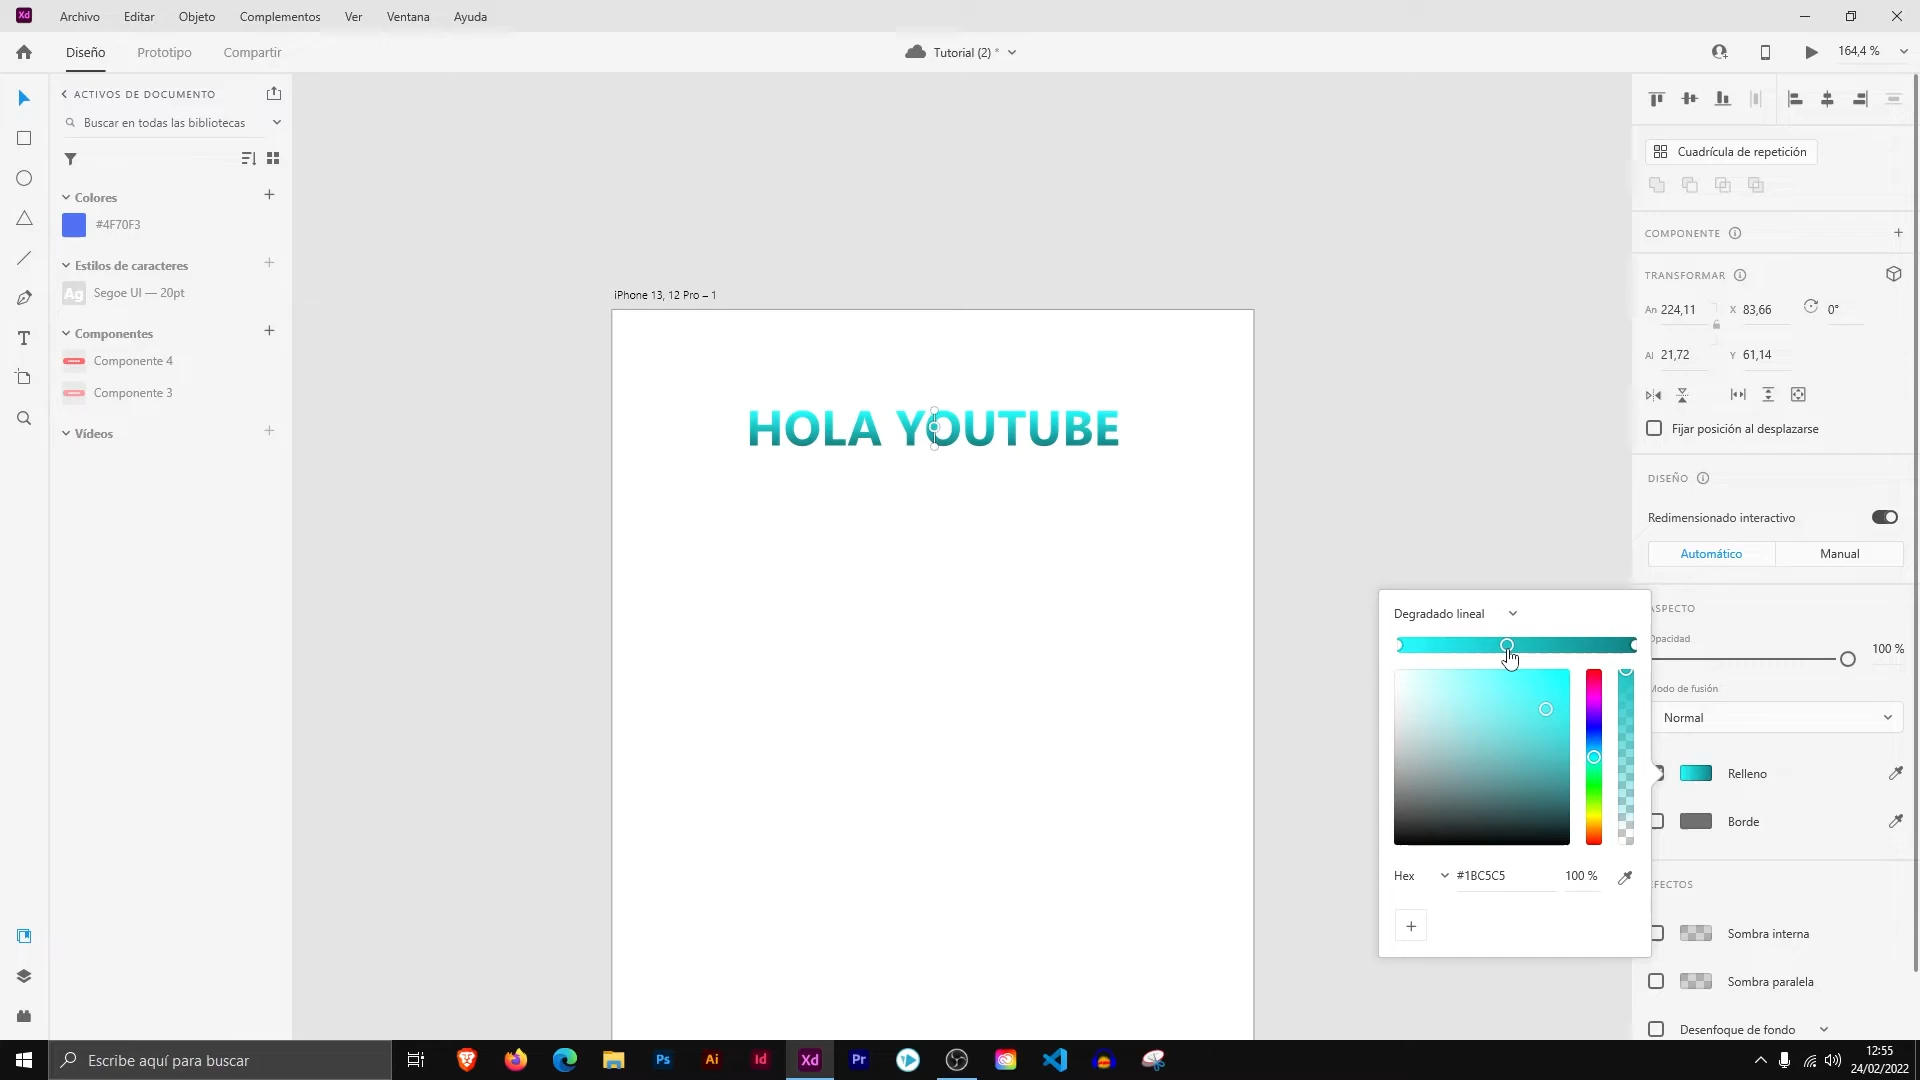 Xd
Archivo
Editar
Objeto
Complementos
Ver
Ventana
Ayuda
Diseño
Prototipo
Compartir
Tutorial (2) *
164,4 %
ACTIVOS DE DOCUMENTO
Buscar en todas las bibliotecas
Colores
#4F70F3
Estilos de caracteres
Ag
Segoe UI — 20pt
Componentes
Componente 4
Componente 3
Vídeos
iPhone 13, 12 Pro – 1
HOLA YOUTUBE
Cuadrícula de repetición
COMPONENTE
TRANSFORMAR
An 224,11
X 83,66
0°
Al 21,72
Y 61,14
Fijar posición al desplazarse
DISEÑO
Redimensionado interactivo
Automático
Manual
ASPECTO
Opacidad
100 %
Modo de fusión
Normal
Relleno
Borde
EFECTOS
Sombra interna
Sombra paralela
Desenfoque de fondo
Degradado lineal
Hex
#1BC5C5
100 %
Escribe aquí para buscar
Ps
Ai
Id
Xd
Pr
12:55
24/02/2022